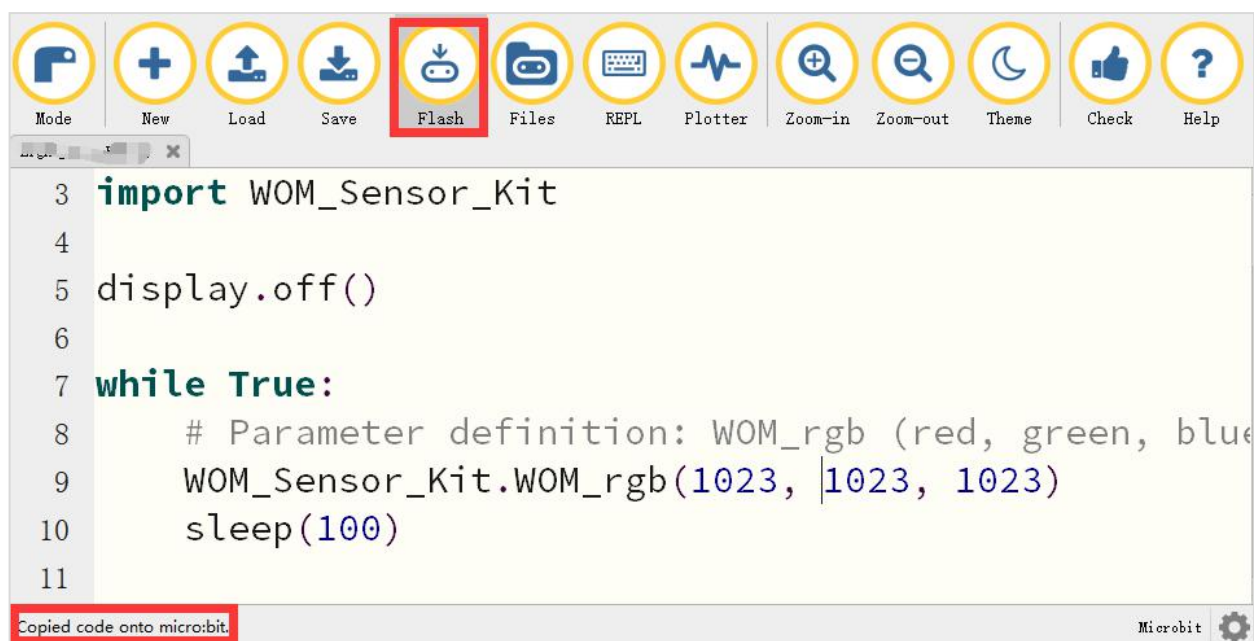 Mode New Load Save Flash Files REPL Plotter Zoom-in Zoom-out Theme Check Help
3 import WOM_Sensor_Kit
4
5 display.off()
6
7 while True:
8 # Parameter definition: WOM_rgb (red, green, blue
9 WOM_Sensor_Kit.WOM_rgb(1023, 1023, 1023)
10 sleep(100)
11
Copied code onto micro:bit. Microbit